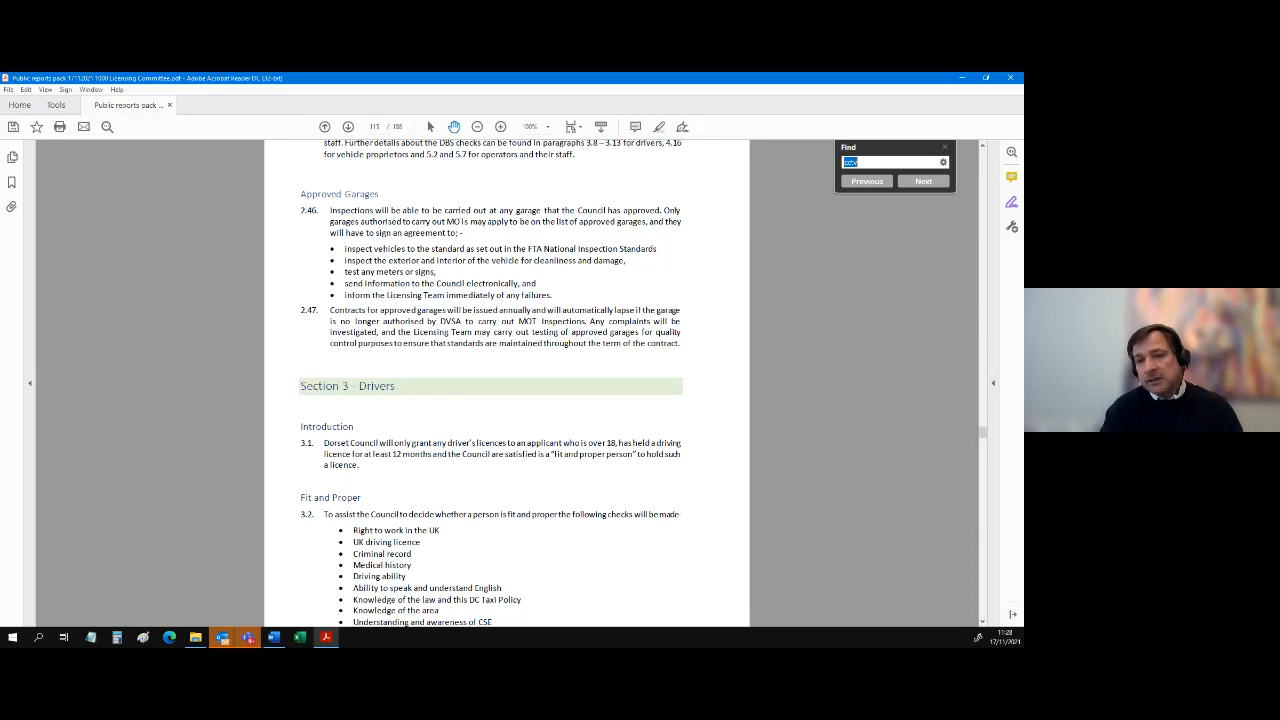 Public reports pack 17112021 1000 Licensing Committee.pdf - Adobe Acrobat Reader DC (32-bit)
File Edit View Sign Window Help
Home Tools Public reports pack ... ×
115 / 188 100%
staff. Further details about the DBS checks can be found in paragraphs 3.8 – 3.13 for drivers, 4.16
for vehicle proprietors and 5.2 and 5.7 for operators and their staff.
Find
cctv
Previous Next
Approved Garages
2.46. Inspections will be able to be carried out at any garage that the Council has approved. Only
garages authorised to carry out MOTs may apply to be on the list of approved garages, and they
will have to sign an agreement to; -
• inspect vehicles to the standard as set out in the FTA National Inspection Standards
• inspect the exterior and interior of the vehicle for cleanliness and damage,
• test any meters or signs,
• send information to the Council electronically, and
• inform the Licensing Team immediately of any failures.
2.47. Contracts for approved garages will be issued annually and will automatically lapse if the garage
is no longer authorised by DVSA to carry out MOT Inspections. Any complaints will be
investigated, and the Licensing Team may carry out testing of approved garages for quality
control purposes to ensure that standards are maintained throughout the term of the contract.
Section 3 - Drivers
Introduction
3.1. Dorset Council will only grant any driver's licences to an applicant who is over 18, has held a driving
licence for at least 12 months and the Council are satisfied is a "fit and proper person" to hold such
a licence.
Fit and Proper
3.2. To assist the Council to decide whether a person is fit and proper the following checks will be made
• Right to work in the UK
• UK driving licence
• Criminal record
• Medical history
• Driving ability
• Ability to speak and understand English
• Knowledge of the law and this DC Taxi Policy
• Knowledge of the area
• Understanding and awareness of CSE
11:28
17/11/2021